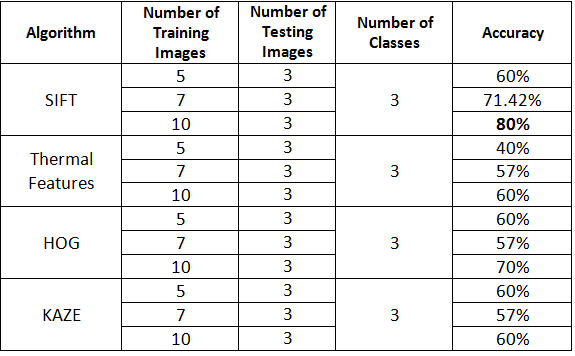 Algorithm Number of Training Images Number of Testing Images Number of Classes Accuracy
SIFT 5 3 3 60%
7 3 71.42%
10 3 80%
Thermal Features 5 3 3 40%
7 3 57%
10 3 60%
HOG 5 3 3 60%
7 3 57%
10 3 70%
KAZE 5 3 3 60%
7 3 57%
10 3 60%